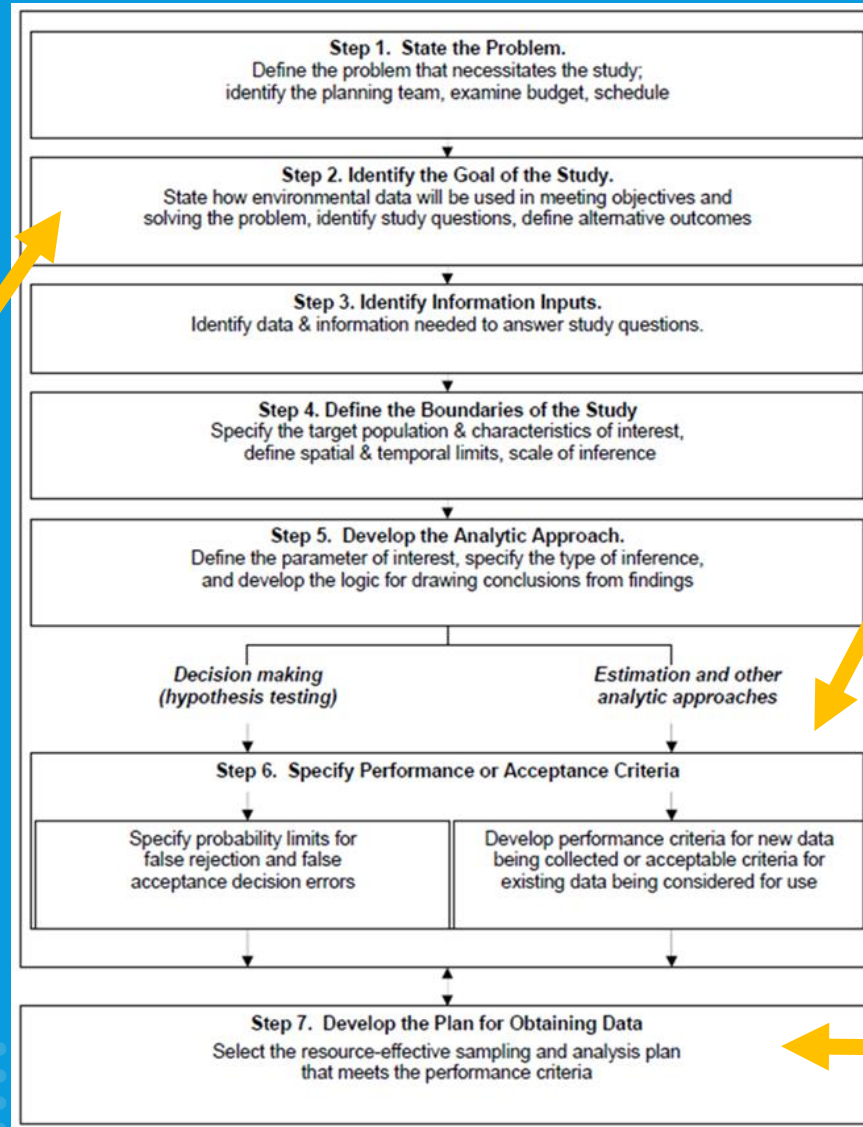 Step 1. State the Problem.
Define the problem that necessitates the study;
identify the planning team, examine budget, schedule
Step 2. Identify the Goal of the Study.
State how environmental data will be used in meeting objectives and
solving the problem, identify study questions, define alternative outcomes
Step 3. Identify Information Inputs.
Identify data & information needed to answer study questions.
Step 4. Define the Boundaries of the Study
Specify the target population & characteristics of interest,
define spatial & temporal limits, scale of inference
Step 5. Develop the Analytic Approach.
Define the parameter of interest, specify the type of inference,
and develop the logic for drawing conclusions from findings
Decision making
(hypothesis testing)
Estimation and other
analytic approaches
Step 6. Specify Performance or Acceptance Criteria
Specify probability limits for
false rejection and false
acceptance decision errors
Develop performance criteria for new data
being collected or acceptable criteria for
existing data being considered for use
Step 7. Develop the Plan for Obtaining Data
Select the resource-effective sampling and analysis plan
that meets the performance criteria